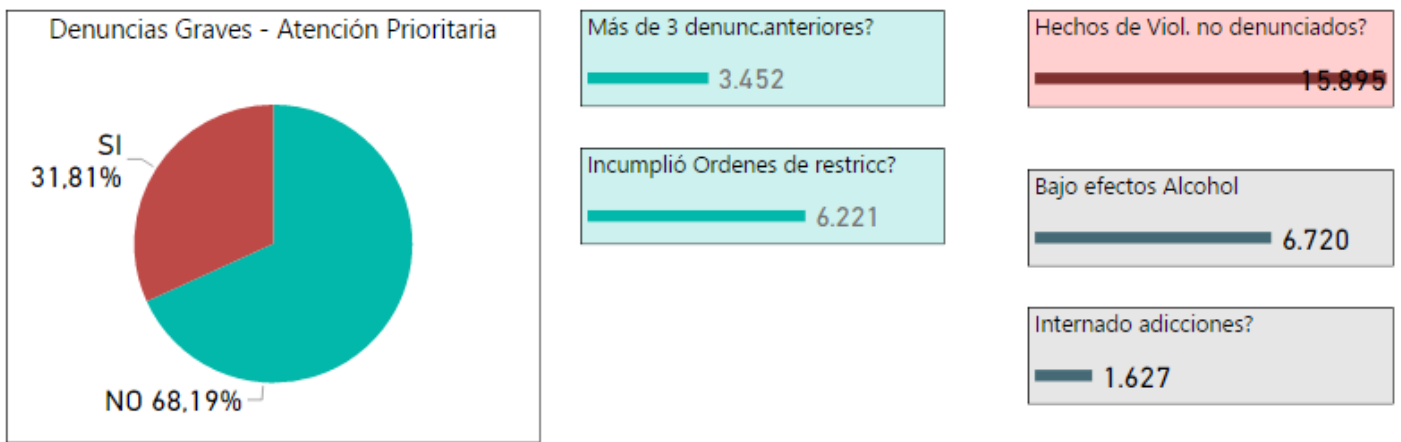 Denuncias Graves - Atención Prioritaria
SI
31,81%
NO 68,19%
Más de 3 denunc.anteriores?
3.452
Incumplió Ordenes de restricc?
6.221
Hechos de Viol. no denunciados?
15.895
Bajo efectos Alcohol
6.720
Internado adicciones?
1.627